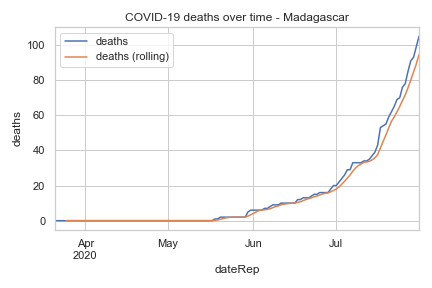 COVID-19 deaths over time - Madagascar
deaths
deaths (rolling)
100
80
60
40
20
0
deaths
Apr
2020
May
Jun
Jul
dateRep